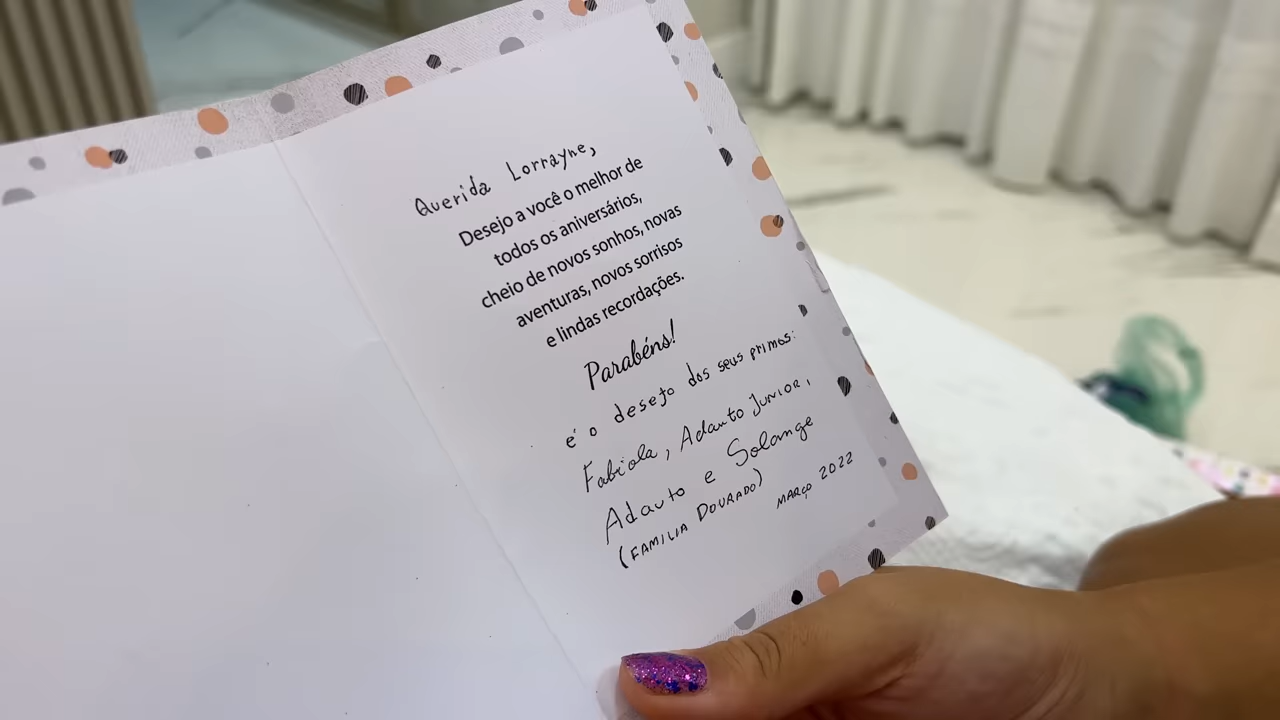 Querida Lorrayne,
Desejo a você o melhor de
todos os aniversários,
cheio de novos sonhos, novas
aventuras, novos sorrisos
e lindas recordações.
Parabéns!
é o desejo dos seus primos:
Fabiola, Adauto Junior,
Adauto e Solange
(FAMILIA DOURADO)
MARÇO 2022